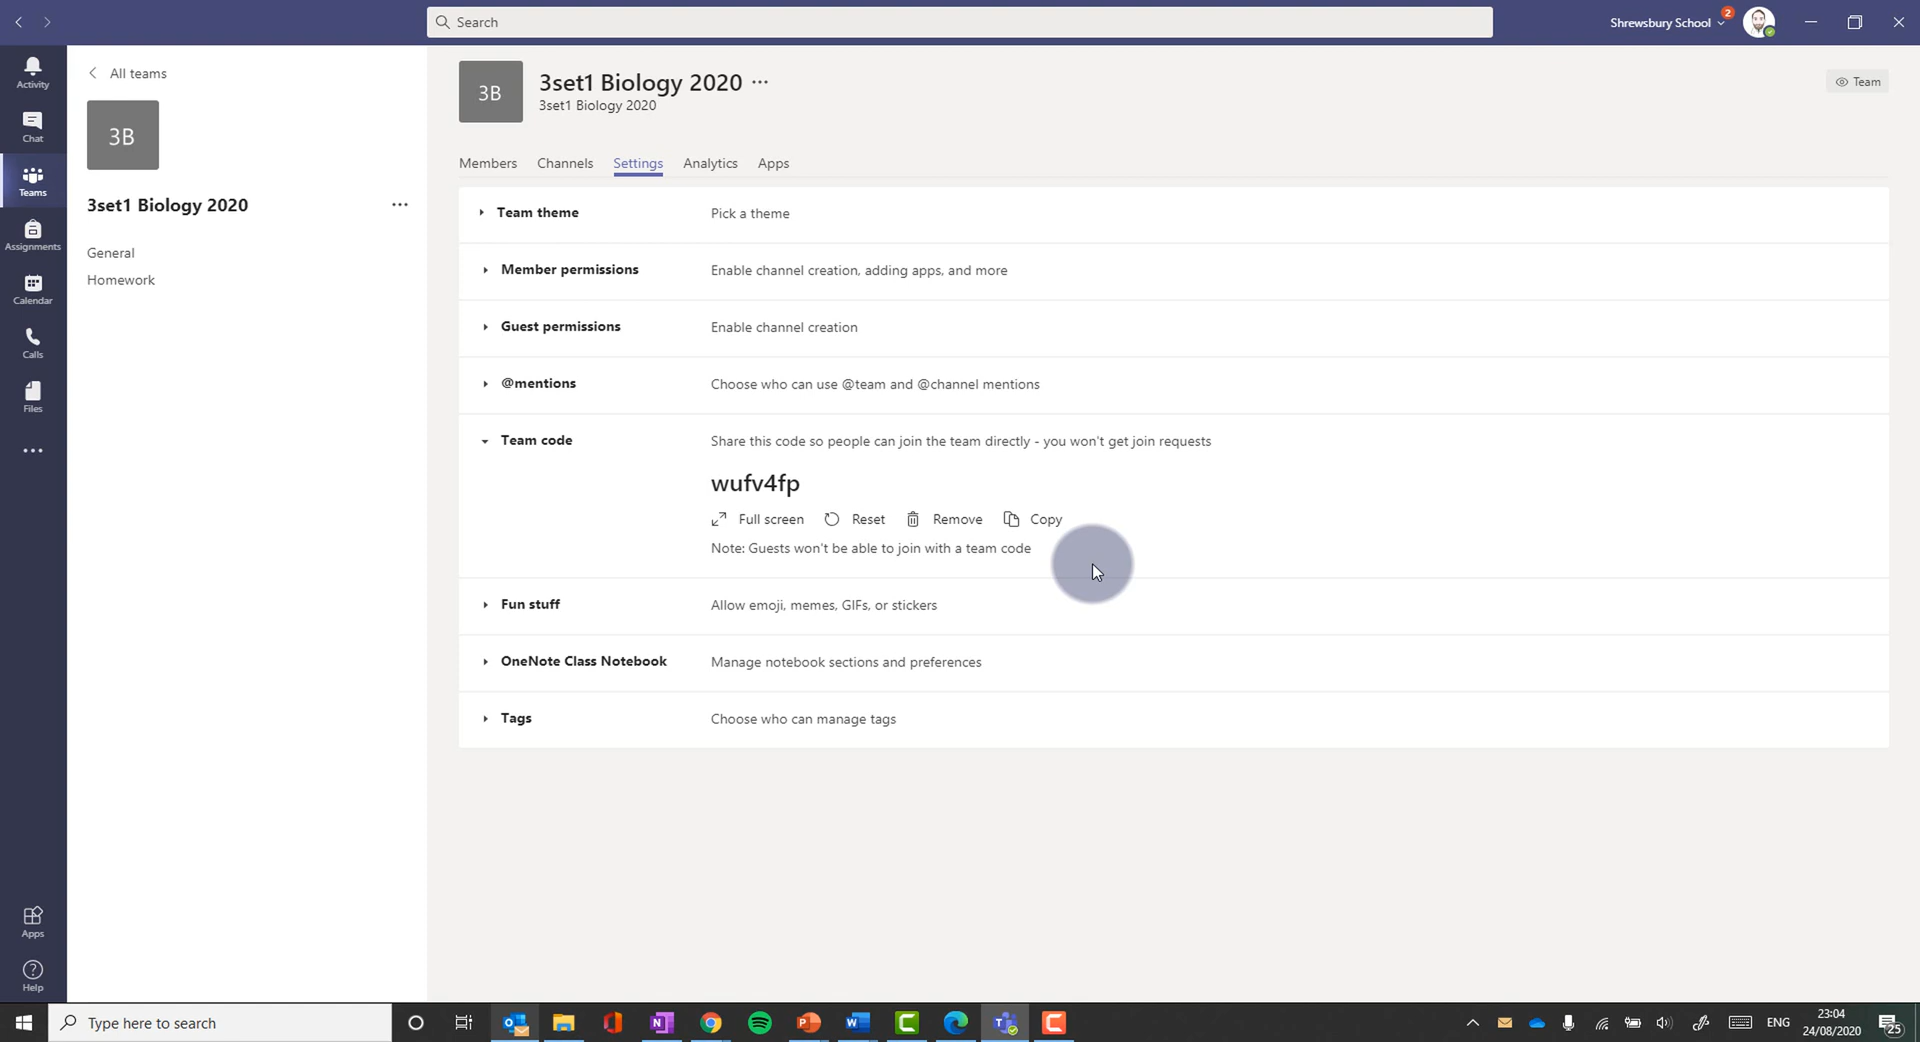 Search
Shrewsbury School
2
Activity
Chat
Teams
Assignments
Calendar
Calls
Files
Apps
Help
All teams
3B
3set1 Biology 2020
General
Homework
3B
3set1 Biology 2020
3set1 Biology 2020
Team
Members Channels Settings Analytics Apps
Team theme Pick a theme
Member permissions Enable channel creation, adding apps, and more
Guest permissions Enable channel creation
@mentions Choose who can use @team and @channel mentions
Team code Share this code so people can join the team directly - you won't get join requests
wufv4fp
Full screen Reset Remove Copy
Note: Guests won't be able to join with a team code
Fun stuff Allow emoji, memes, GIFs, or stickers
OneNote Class Notebook Manage notebook sections and preferences
Tags Choose who can manage tags
Type here to search
ENG
23:04
24/08/2020
25